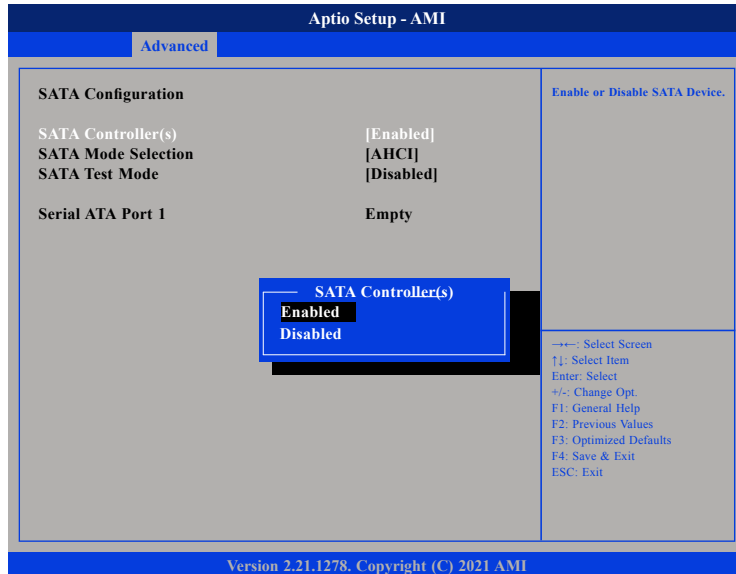 Aptio Setup - AMI
Advanced
SATA Configuration
SATA Controller(s) [Enabled]
SATA Mode Selection [AHCI]
SATA Test Mode [Disabled]
Serial ATA Port 1 Empty
SATA Controller(s)
Enabled
Disabled
Enable or Disable SATA Device.
→←: Select Screen
↑↓: Select Item
Enter: Select
+/-: Change Opt.
F1: General Help
F2: Previous Values
F3: Optimized Defaults
F4: Save & Exit
ESC: Exit
Version 2.21.1278. Copyright (C) 2021 AMI